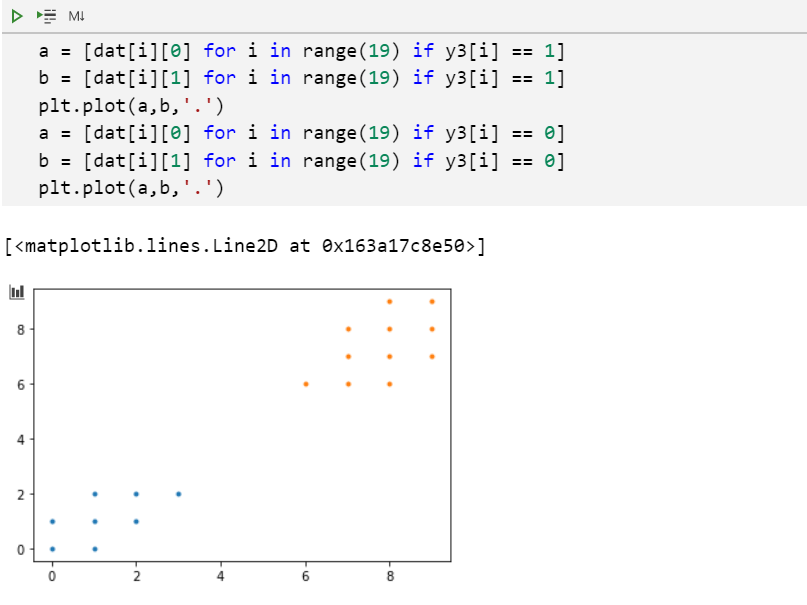 M↓
a = [dat[i][0] for i in range(19) if y3[i] == 1]
b = [dat[i][1] for i in range(19) if y3[i] == 1]
plt.plot(a,b,'.')
a = [dat[i][0] for i in range(19) if y3[i] == 0]
b = [dat[i][1] for i in range(19) if y3[i] == 0]
plt.plot(a,b,'.')
[<matplotlib.lines.Line2D at 0x163a17c8e50>]
8
6
4
2
0
0 2 4 6 8